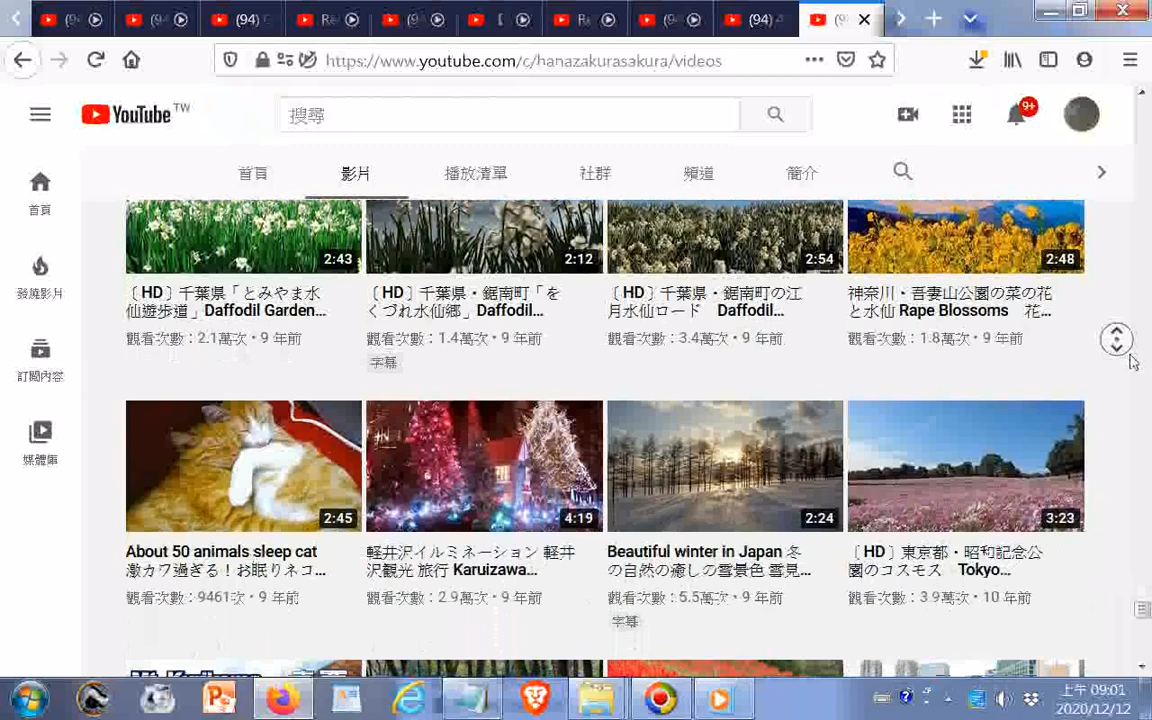 (94)
(94)
https://www.youtube.com/c/hanazakurasakura/videos
YouTube TW
搜尋
9+
首頁
影片
播放清單
社群
頻道
簡介
首頁
發燒影片
訂閱內容
媒體庫
2:43
2:12
2:54
2:48
〔HD〕千葉県「とみやま水
仙遊歩道」Daffodil Garden...
觀看次數：2.1萬次・9 年前
〔HD〕千葉県・鋸南町「を
くづれ水仙郷」Daffodil...
觀看次數：1.4萬次・9 年前
字幕
〔HD〕千葉県・鋸南町の江
月水仙ロード Daffodil...
觀看次數：3.4萬次・9 年前
神奈川・吾妻山公園の菜の花
と水仙 Rape Blossoms 花...
觀看次數：1.8萬次・9 年前
2:45
4:19
2:24
3:23
About 50 animals sleep cat
激カワ過ぎる！お眠りネコ...
觀看次數：9461次・9 年前
軽井沢イルミネーション 軽井
沢観光 旅行 Karuizawa...
觀看次數：2.9萬次・9 年前
Beautiful winter in Japan 冬
の自然の癒しの雪景色 雪見...
觀看次數：5.5萬次・9 年前
字幕
〔HD〕東京都・昭和記念公
園のコスモス Tokyo...
觀看次數：3.9萬次・10 年前
上午 09:01
2020/12/12